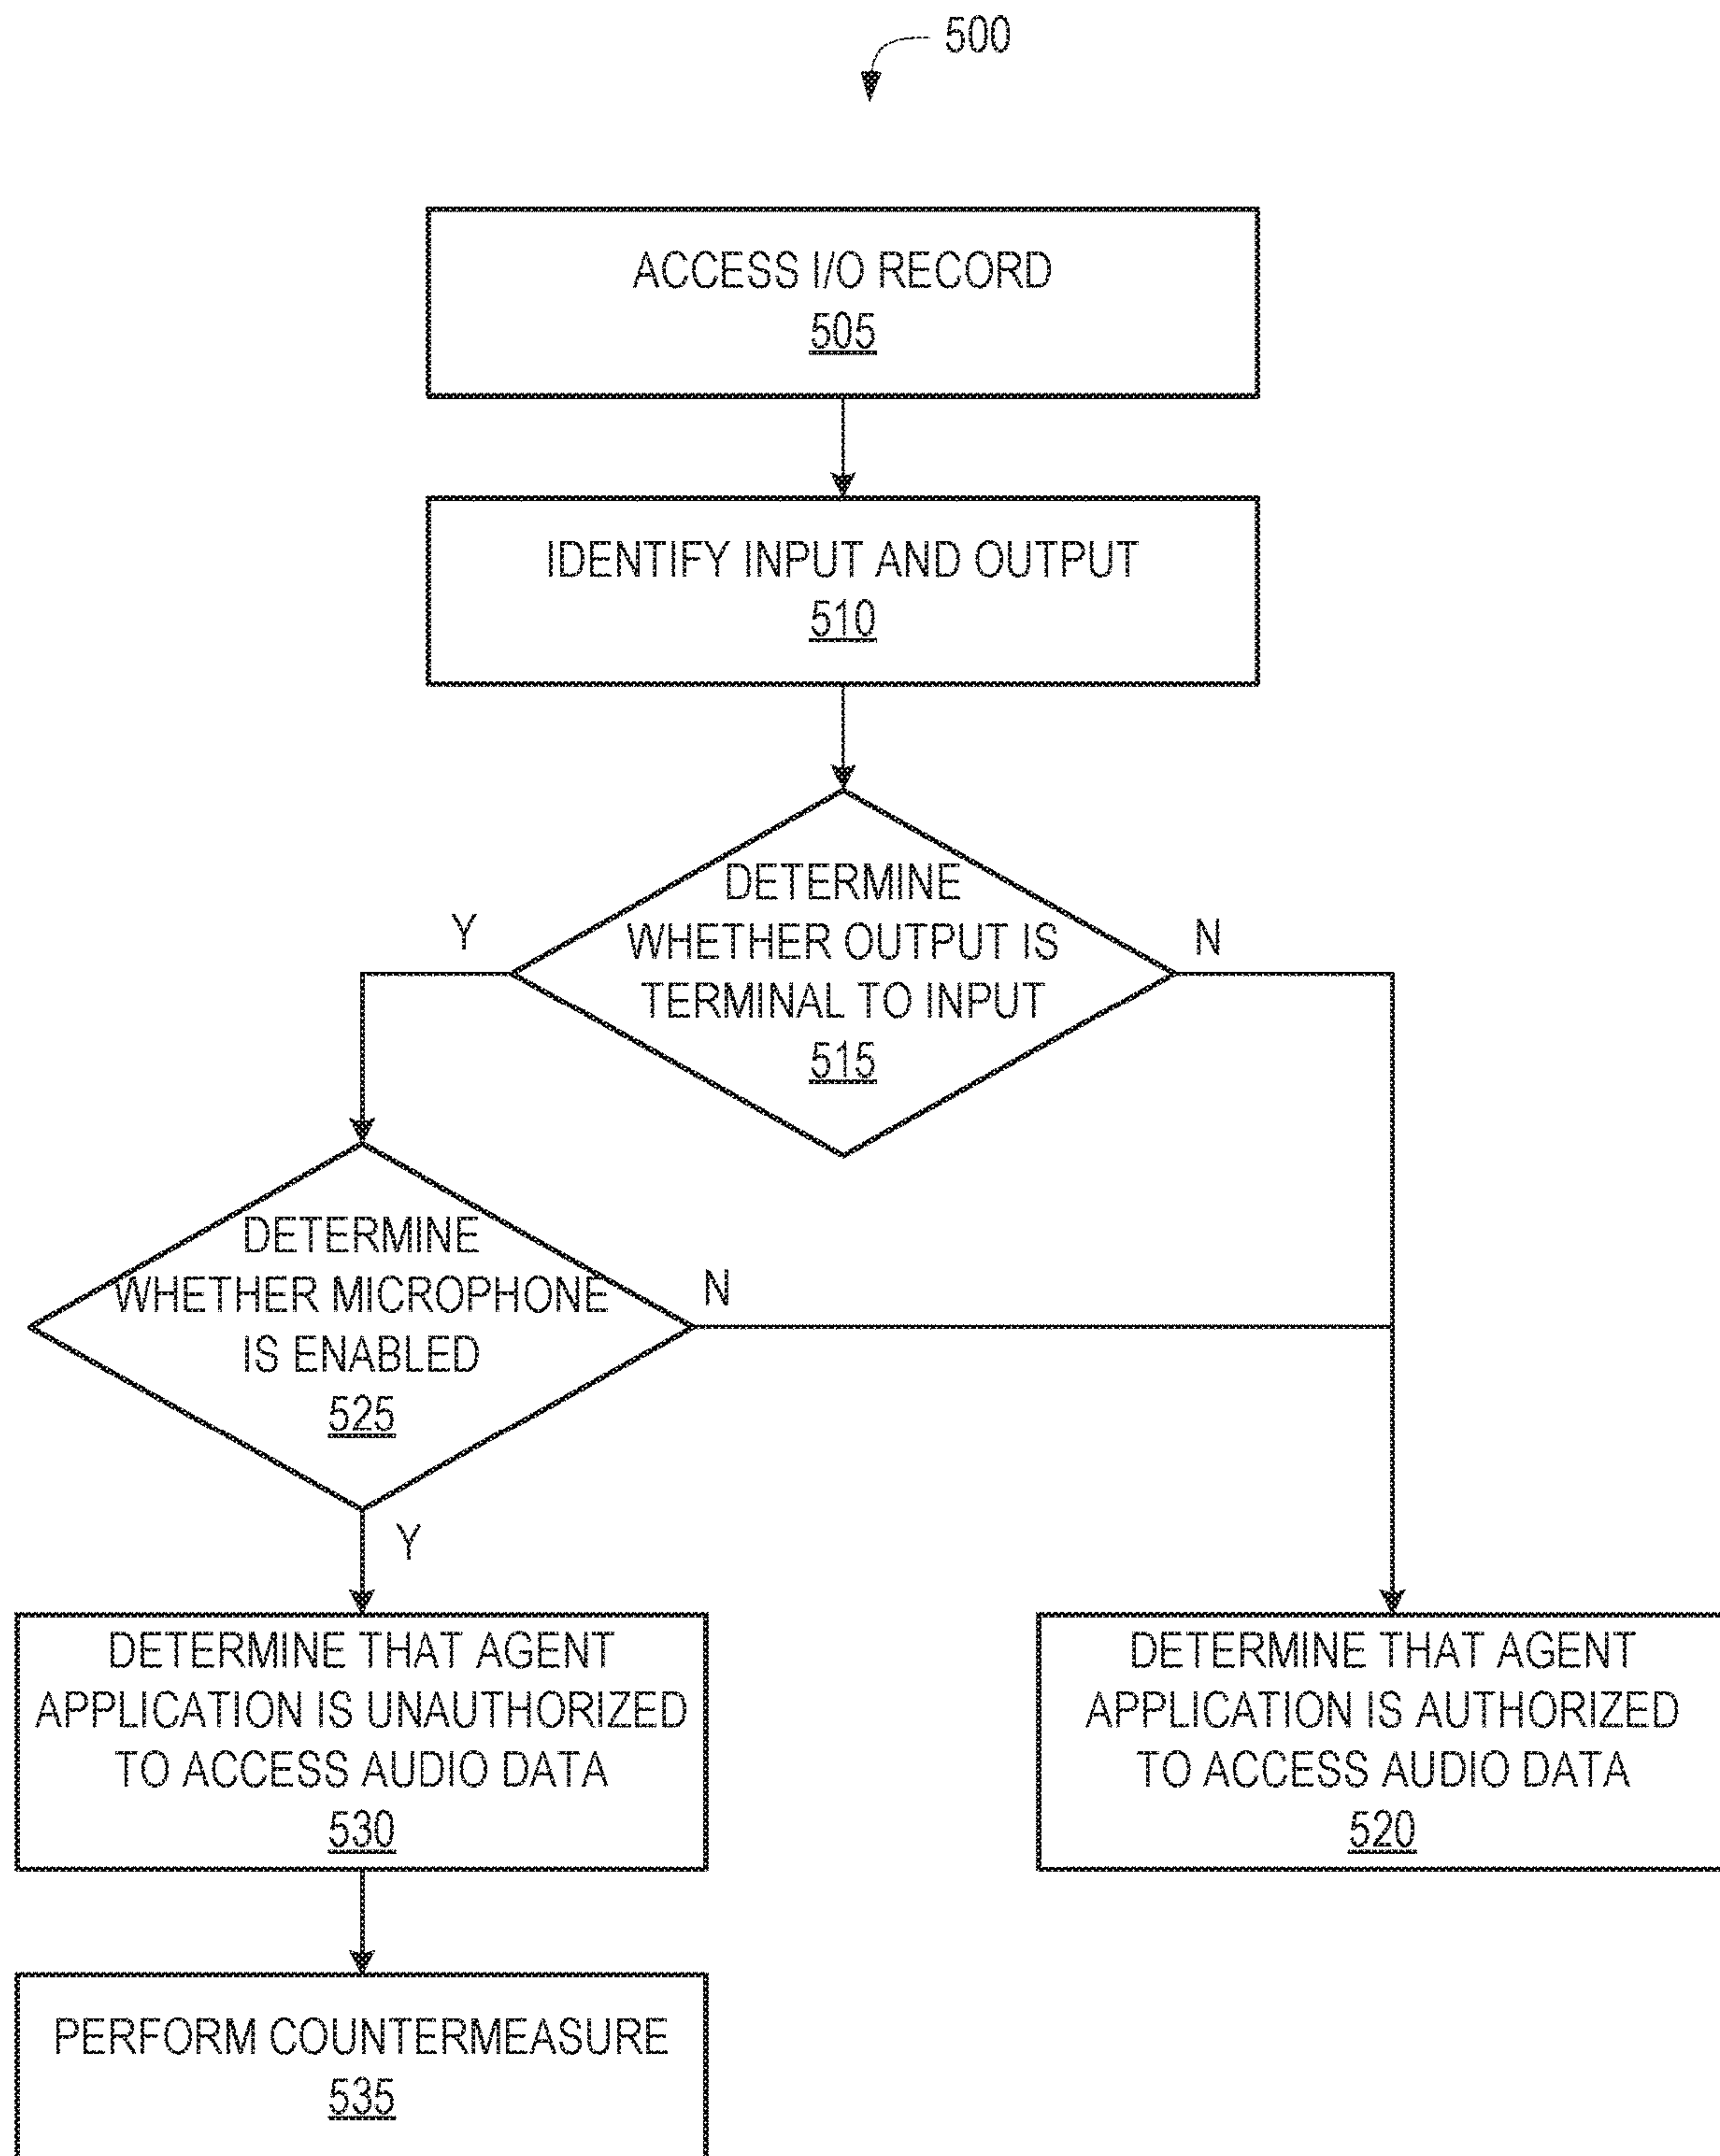 500
ACCESS I/O RECORD
505
IDENTIFY INPUT AND OUTPUT
510
DETERMINE
WHETHER OUTPUT IS
TERMINAL TO INPUT
515
Y
N
DETERMINE
WHETHER MICROPHONE
IS ENABLED
525
N
Y
DETERMINE THAT AGENT
APPLICATION IS UNAUTHORIZED
TO ACCESS AUDIO DATA
530
DETERMINE THAT AGENT
APPLICATION IS AUTHORIZED
TO ACCESS AUDIO DATA
520
PERFORM COUNTERMEASURE
535